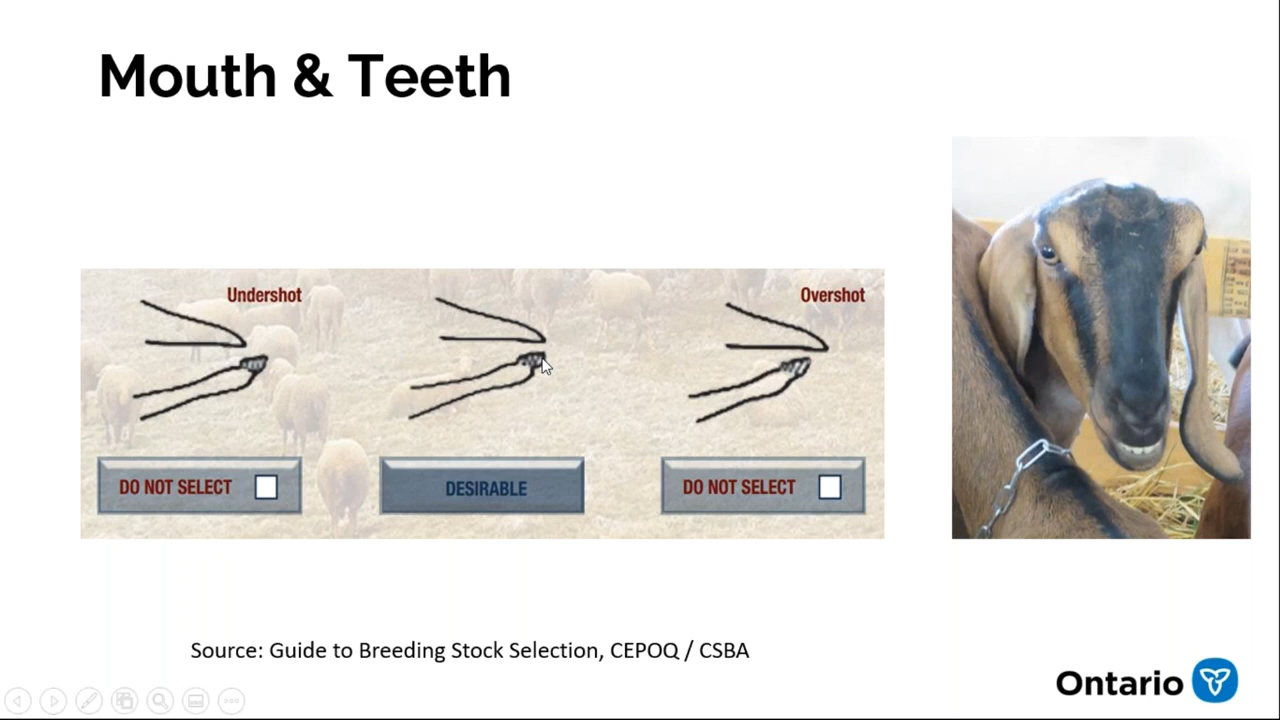 Mouth & Teeth
Undershot
Overshot
DO NOT SELECT
DESIRABLE
DO NOT SELECT
Source: Guide to Breeding Stock Selection, CEPOQ / CSBA
Ontario